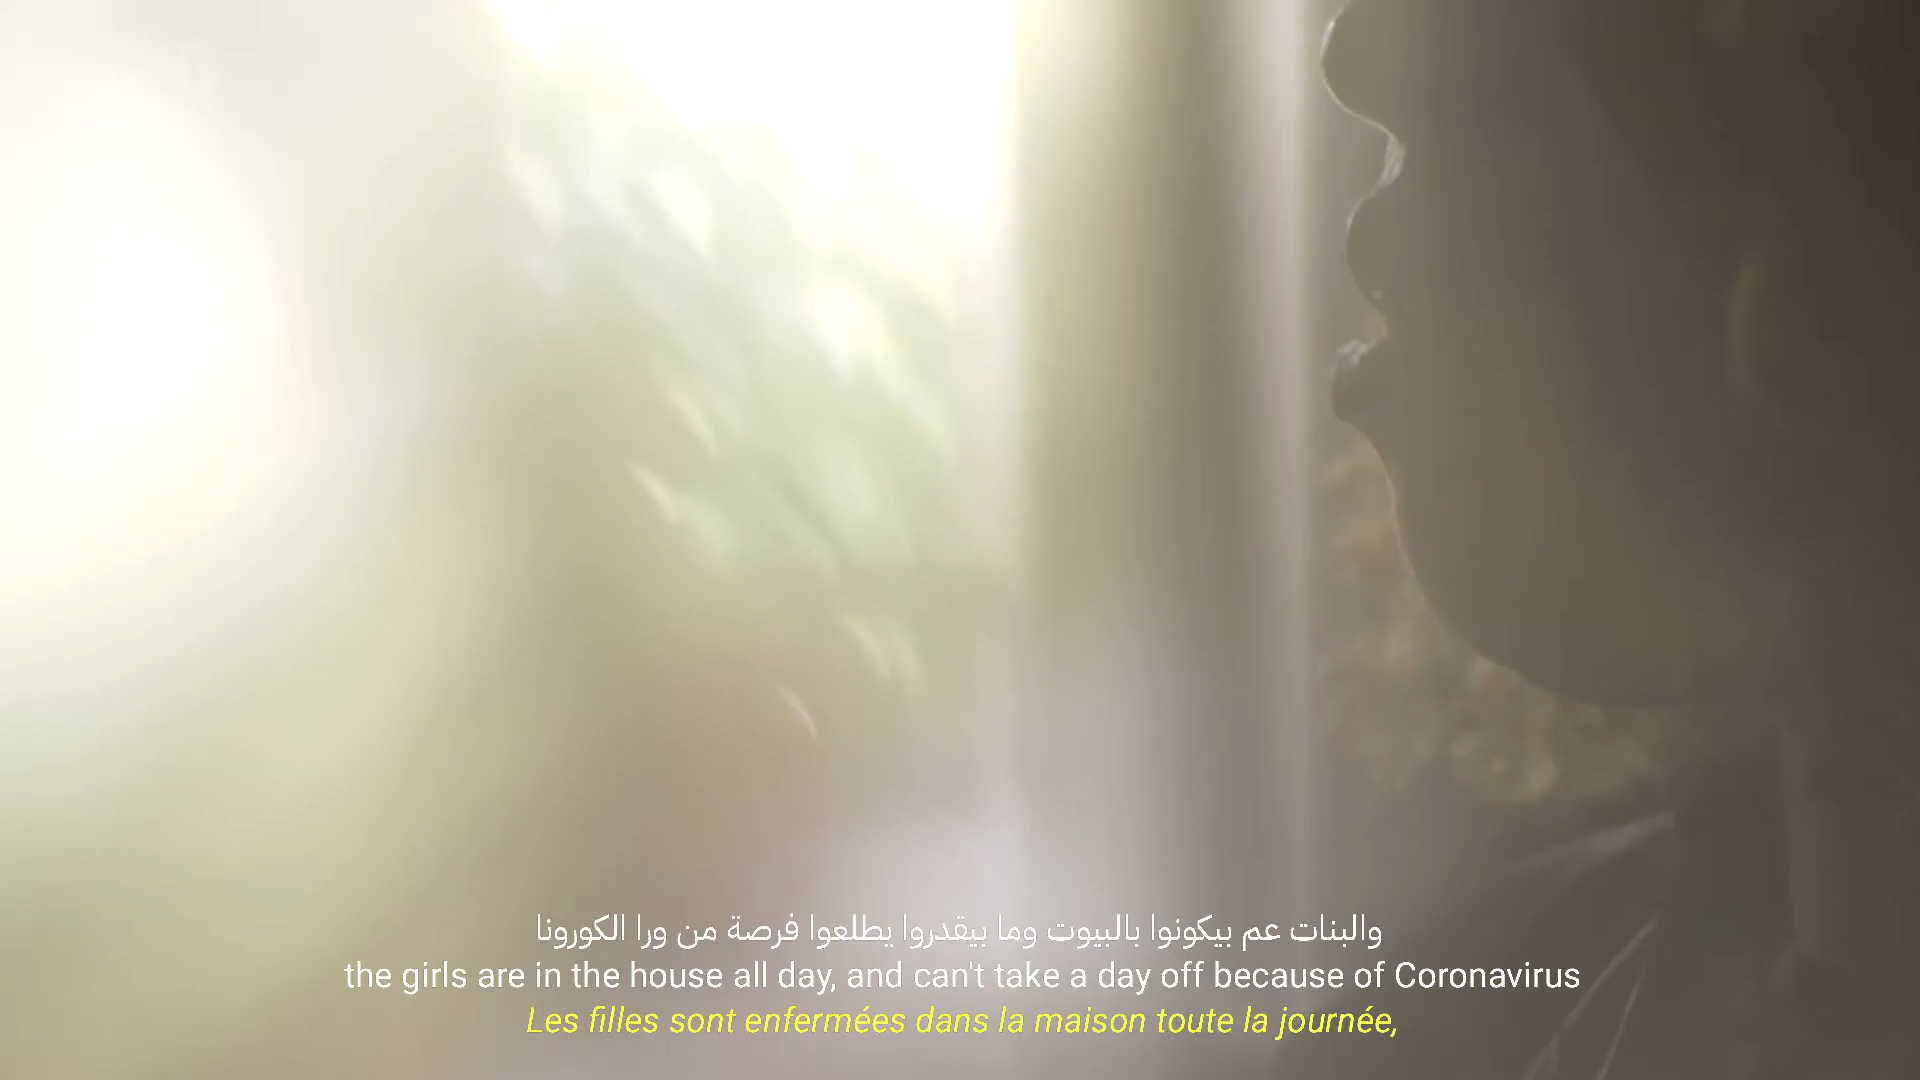 والبنات عم بيكونوا بالبيوت وما بيقدروا يطلعوا فرصة من ورا الكورونا
the girls are in the house all day, and can't take a day off because of Coronavirus
Les filles sont enfermées dans la maison toute la journée,